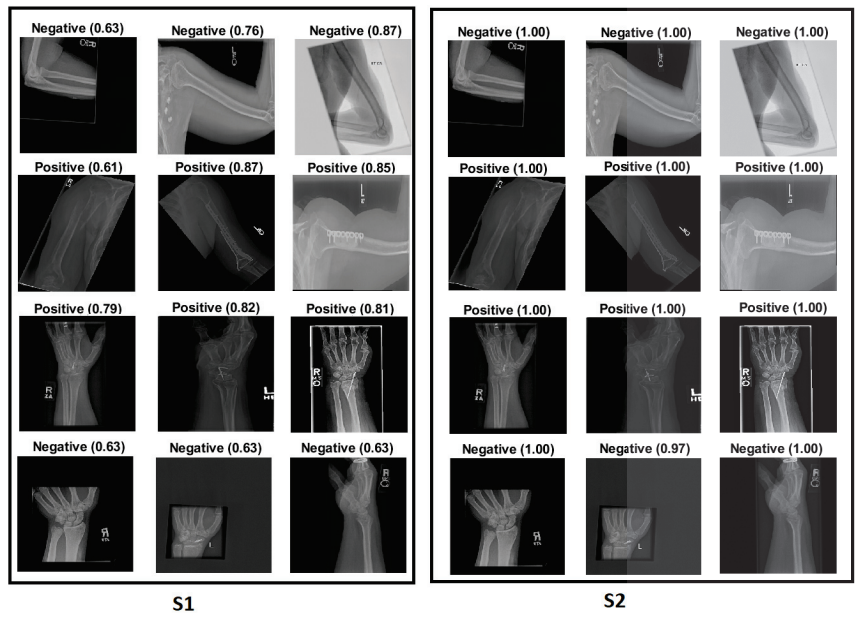 Negative (0.63) Negative (0.76) Negative (0.87)
Positive (0.61) Positive (0.87) Positive (0.85)
Positive (0.79) Positive (0.82) Positive (0.81)
Negative (0.63) Negative (0.63) Negative (0.63)
S1
Negative (1.00) Negative (1.00) Negative (1.00)
Positive (1.00) Positive (1.00) Positive (1.00)
Positive (1.00) Positive (1.00) Positive (1.00)
Negative (1.00) Negative (0.97) Negative (1.00)
S2